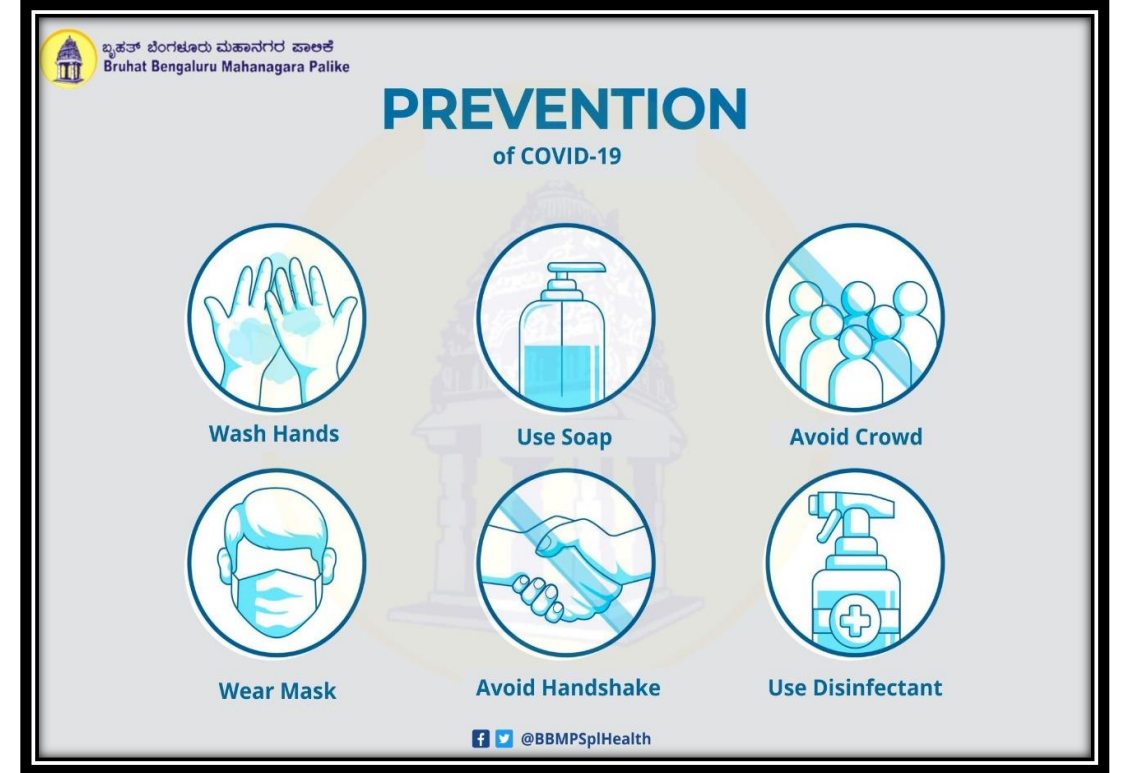 ಬೃಹತ್ ಬೆಂಗಳೂರು ಮಹಾನಗರ ಪಾಲಿಕೆ
Bruhat Bengaluru Mahanagara Palike
PREVENTION
of COVID-19
Wash Hands
Use Soap
Avoid Crowd
Wear Mask
Avoid Handshake
Use Disinfectant
@BBMPSplHealth